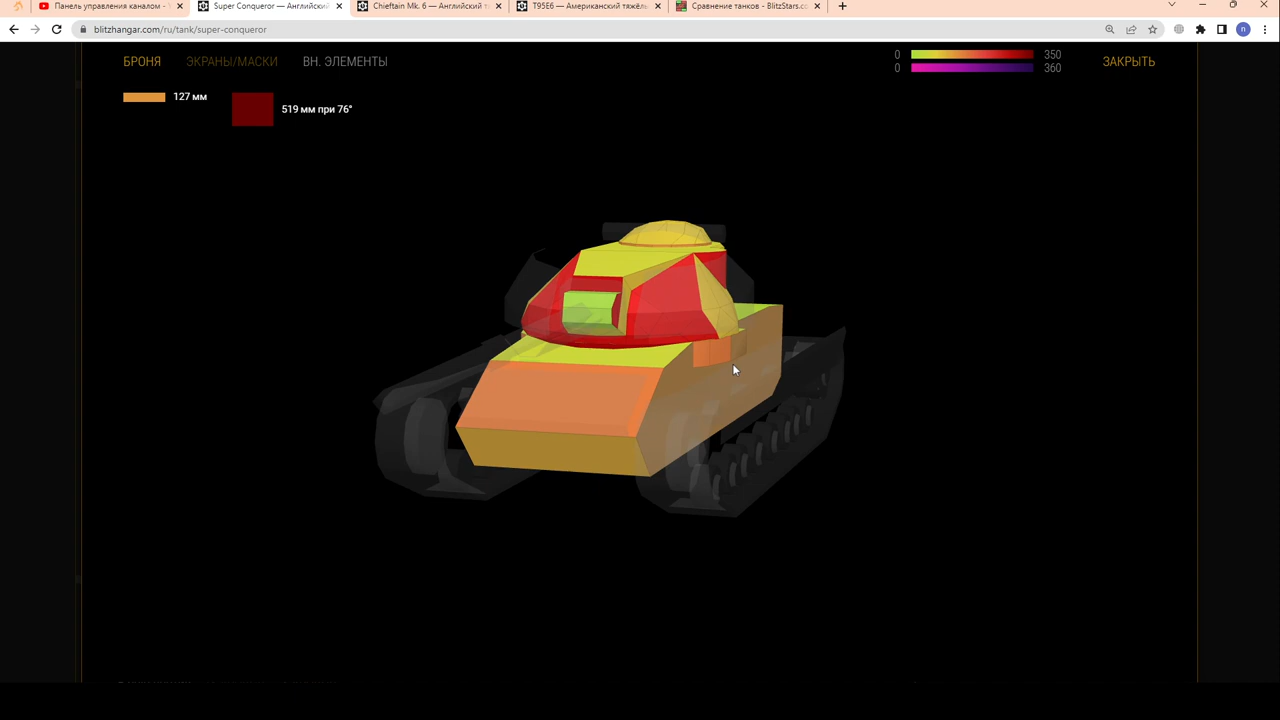 Панель управления каналом –
Super Conqueror — Английский
Chieftain Mk. 6 — Английский т
T95E6 — Американский тяжёль
Сравнение танков - BlitzStars.co
blitzhangar.com/ru/tank/super-conqueror
n
БРОНЯ
ЭКРАНЫ/МАСКИ
ВН. ЭЛЕМЕНТЫ
0 350
0 360
ЗАКРЫТЬ
127 мм
519 мм при 76°